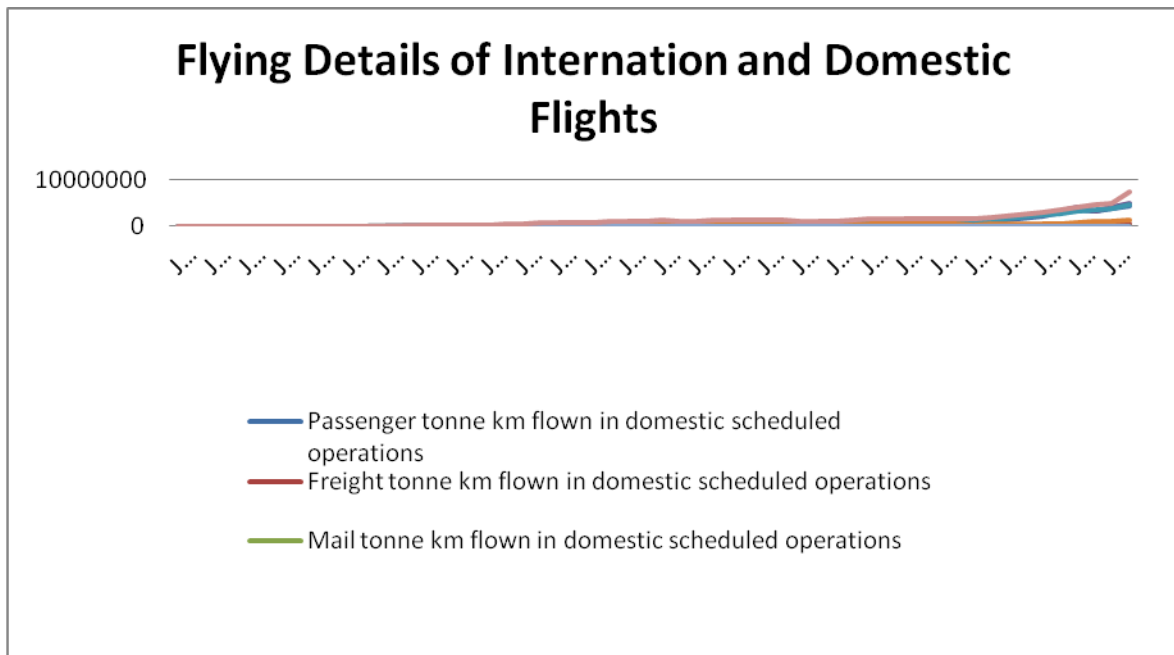 Flying Details of Internation and Domestic
Flights
10000000
0
J… J… J… J… J… J… J… J… J… J… J… J… J… J… J… J… J… J… J… J… J… J… J… J… J… J… J… J…
Passenger tonne km flown in domestic scheduled
operations
Freight tonne km flown in domestic scheduled operations
Mail tonne km flown in domestic scheduled operations